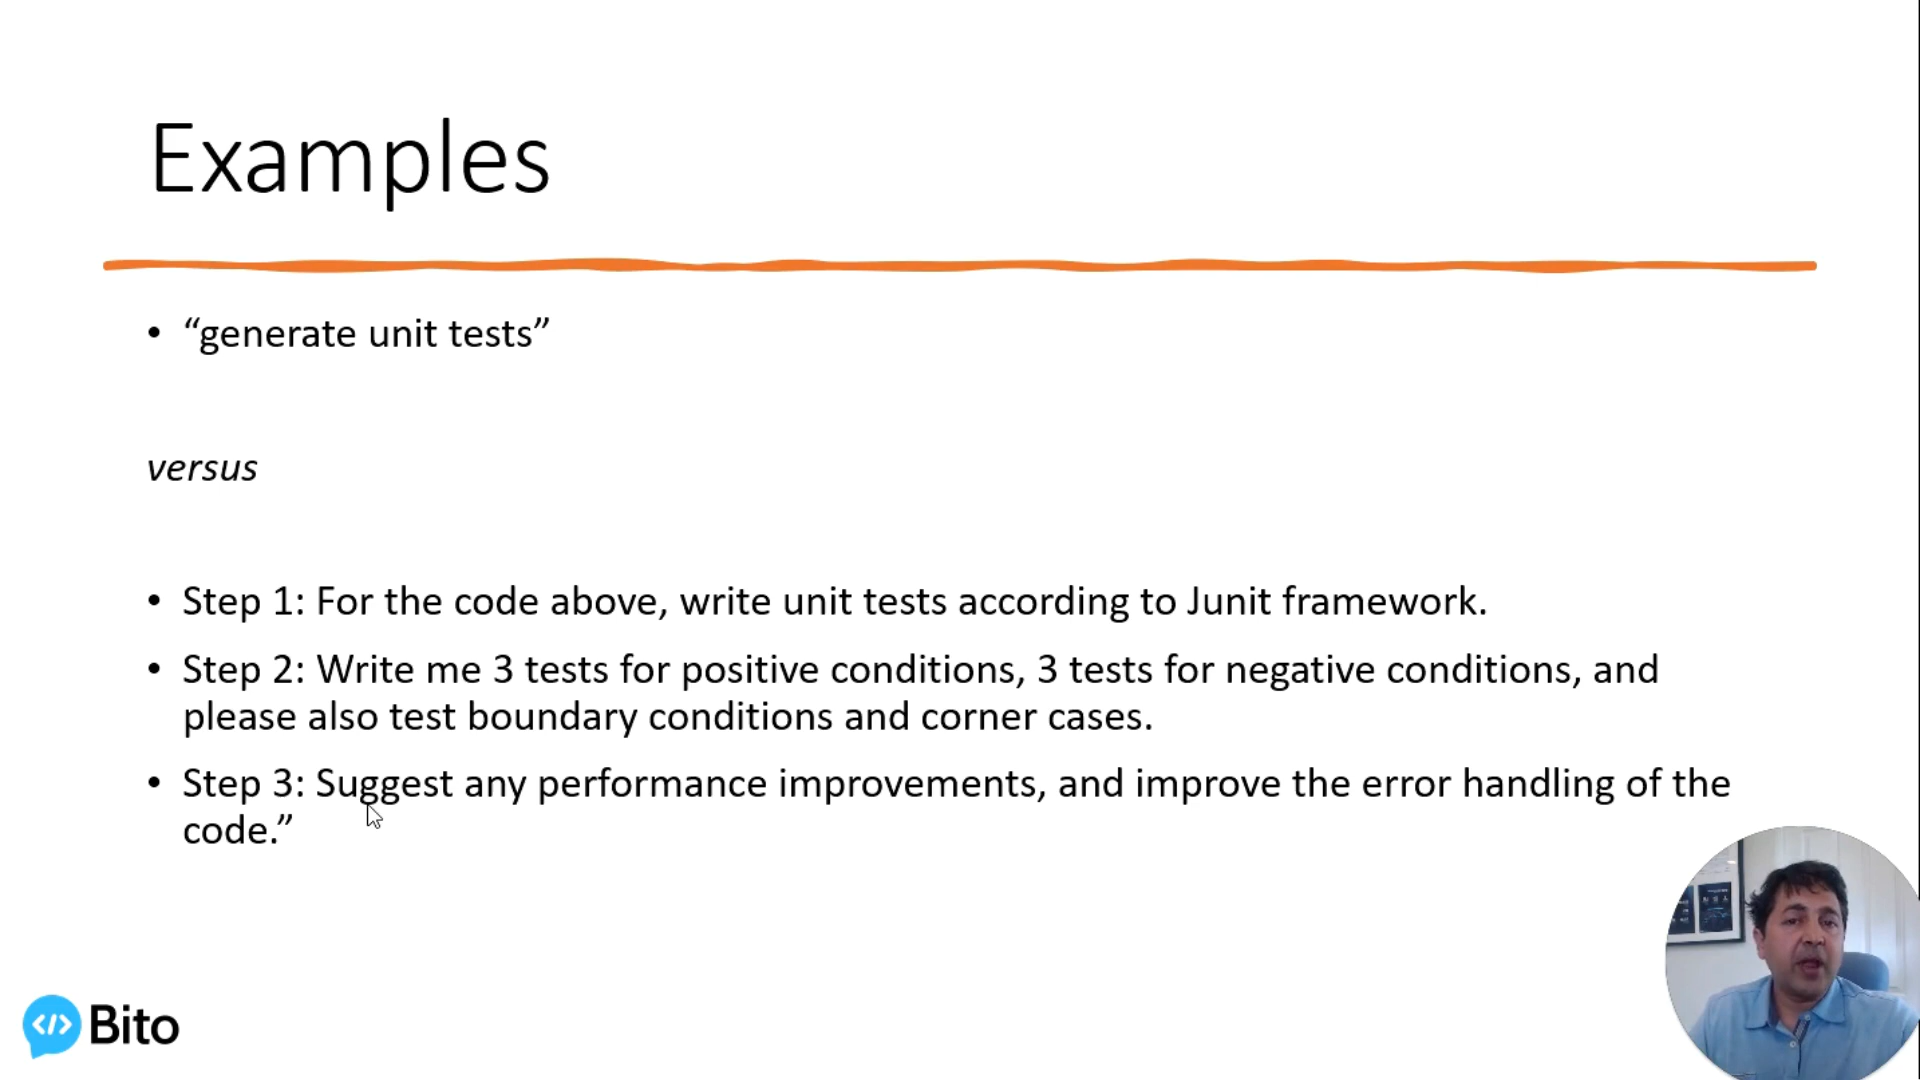 Examples
• “generate unit tests”
versus
• Step 1: For the code above, write unit tests according to Junit framework.
• Step 2: Write me 3 tests for positive conditions, 3 tests for negative conditions, and
please also test boundary conditions and corner cases.
• Step 3: Suggest any performance improvements, and improve the error handling of the
code.”
</> Bito